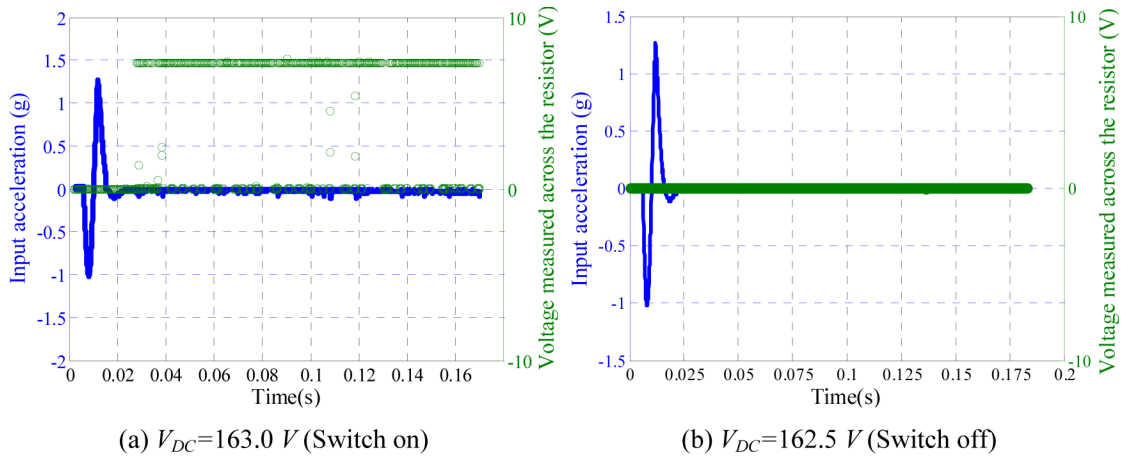 2
1.5
1
0.5
0
-0.5
-1
-1.5
-2
Input acceleration (g)
10
0
-10
Voltage measured across the resistor (V)
0 0.02 0.04 0.06 0.08 0.1 0.12 0.14 0.16
Time(s)
(a) V_DC=163.0 V (Switch on)
1.5
1
0.5
0
-0.5
-1
-1.5
Input acceleration (g)
10
0
-10
Voltage measured across the resistor (V)
0 0.025 0.05 0.075 0.1 0.125 0.15 0.175 0.2
Time(s)
(b) V_DC=162.5 V (Switch off)